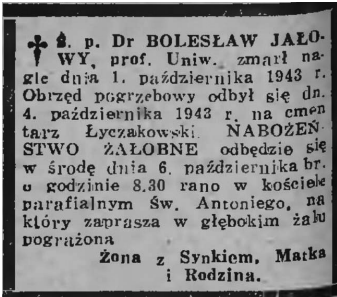 Ś. p. Dr BOLESŁAW JAŁO-
WY, prof. Uniw. zmarł na-
gle dnia 1. października 1943 r.
Obrzęd pogrzebowy odbył się dn.
4. października 1943 r. na cmen
tarz Łyczakowski. NABOŻEŃ
STWO ŻAŁOBNE odbędzie się
w środę dnia 6. października br.
o godzinie 8.30 rano w kościele
parafialnym Św. Antoniego, na
który zaprasza w głębokim żalu
pogrążona
Żona z Synkiem, Matka
i Rodzina.